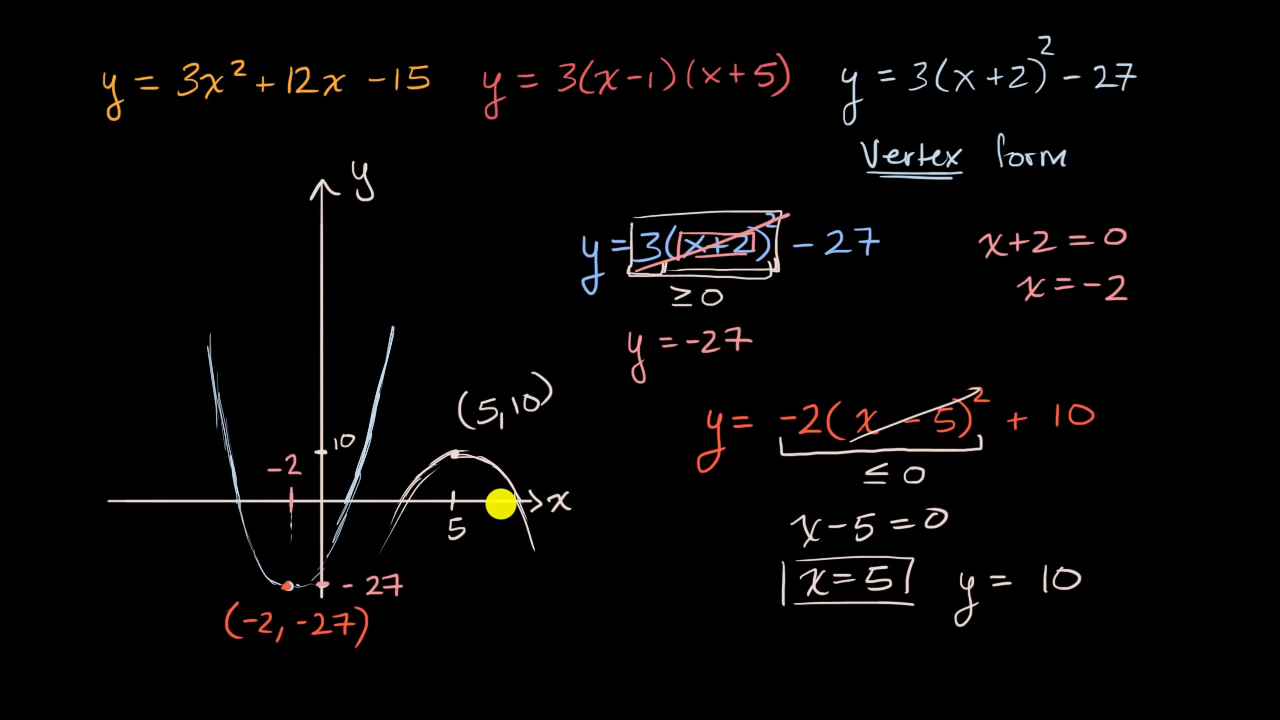 y = 3x² + 12x - 15
y = 3(x-1)(x+5)
y = 3(x+2)² - 27
Vertex form
y
y = 3(x+2)² - 27
≥ 0
y = -27
x+2 = 0
x = -2
(5,10)
10
-2
x
5
-27
(-2, -27)
y = -2(x - 5)² + 10
≤ 0
x-5 = 0
x = 5
y = 10